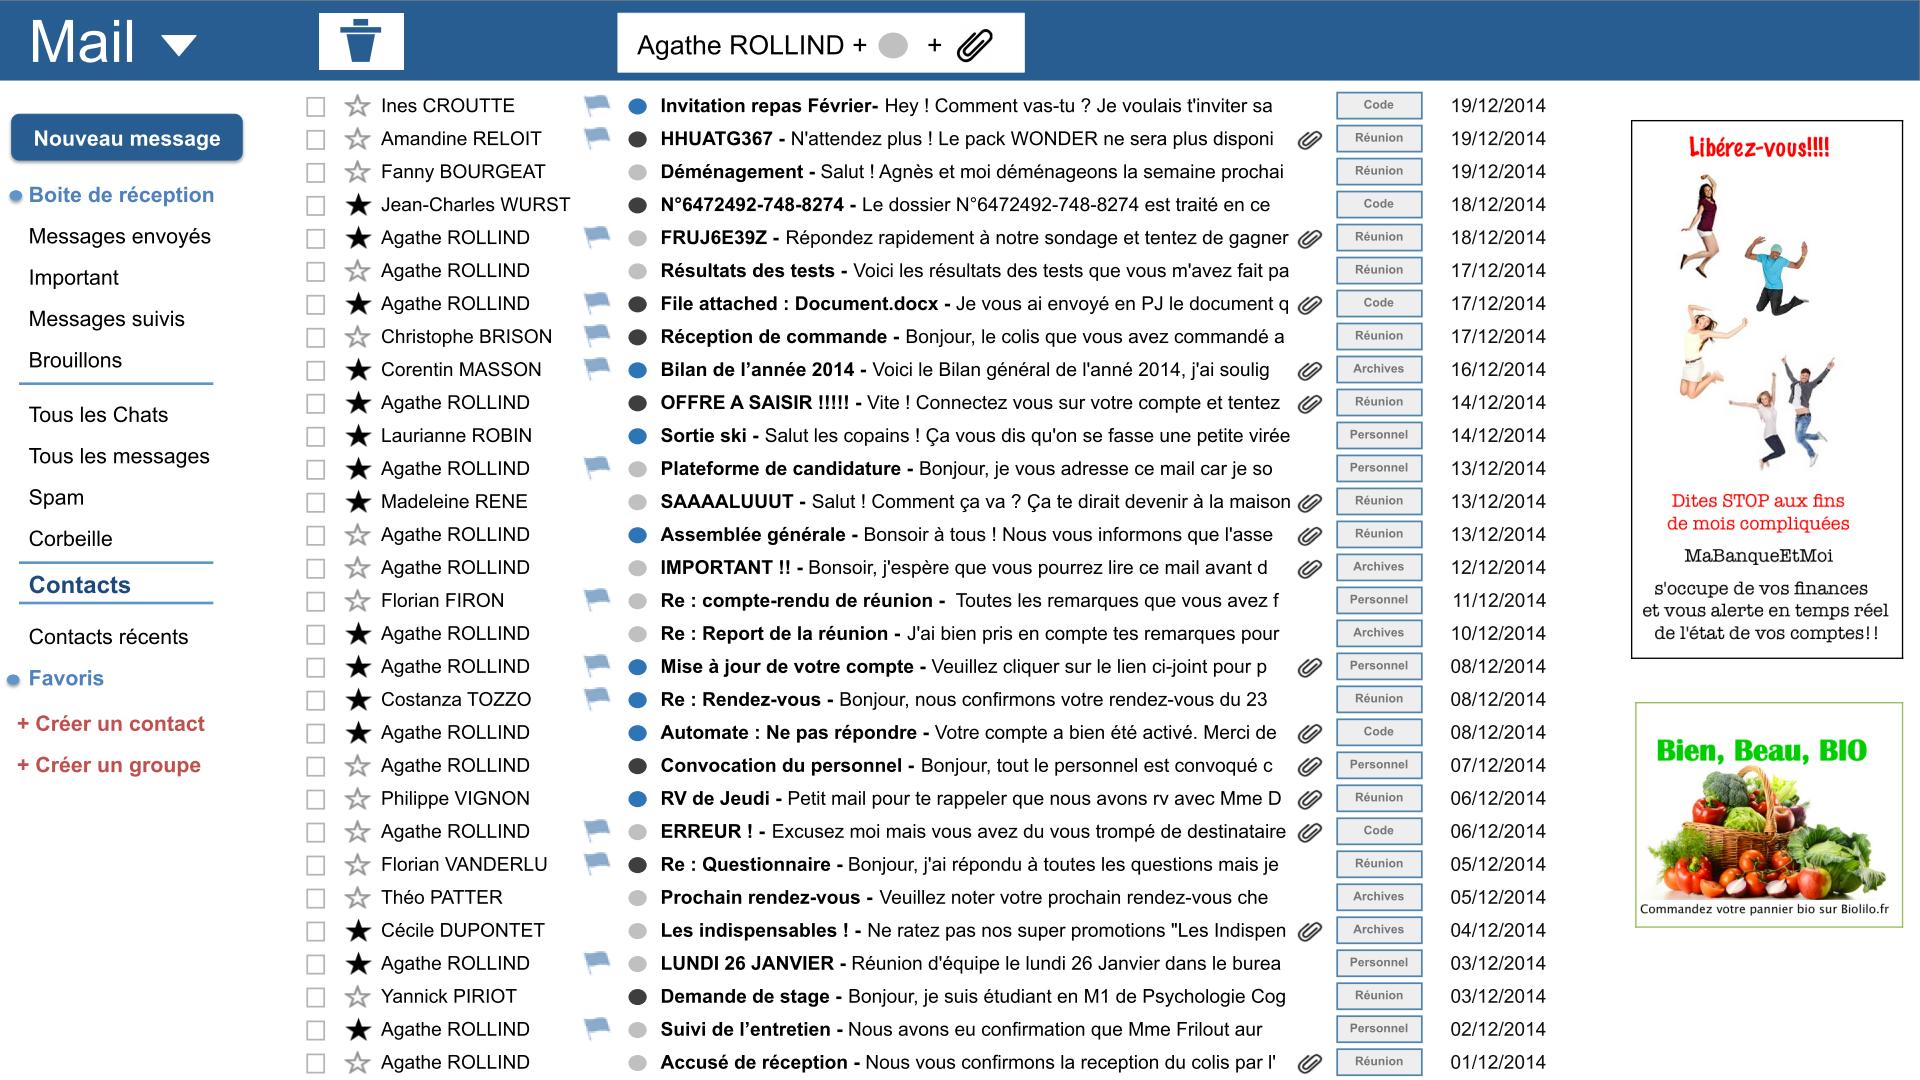 Mail
Agathe ROLLIND + +
Nouveau message
Boite de réception
Messages envoyés
Important
Messages suivis
Brouillons
Tous les Chats
Tous les messages
Spam
Corbeille
Contacts
Contacts récents
Favoris
+ Créer un contact
+ Créer un groupe
Ines CROUTTE Invitation repas Février- Hey ! Comment vas-tu ? Je voulais t'inviter sa Code 19/12/2014
Amandine RELOIT HHUATG367 - N'attendez plus ! Le pack WONDER ne sera plus disponi Réunion 19/12/2014
Fanny BOURGEAT Déménagement - Salut ! Agnès et moi déménageons la semaine prochai Réunion 19/12/2014
Jean-Charles WURST N°6472492-748-8274 - Le dossier N°6472492-748-8274 est traité en ce Code 18/12/2014
Agathe ROLLIND FRUJ6E39Z - Répondez rapidement à notre sondage et tentez de gagner Réunion 18/12/2014
Agathe ROLLIND Résultats des tests - Voici les résultats des tests que vous m'avez fait pa Réunion 17/12/2014
Agathe ROLLIND File attached : Document.docx - Je vous ai envoyé en PJ le document q Code 17/12/2014
Christophe BRISON Réception de commande - Bonjour, le colis que vous avez commandé a Réunion 17/12/2014
Corentin MASSON Bilan de l’année 2014 - Voici le Bilan général de l'anné 2014, j'ai soulig Archives 16/12/2014
Agathe ROLLIND OFFRE A SAISIR !!!!! - Vite ! Connectez vous sur votre compte et tentez Réunion 14/12/2014
Laurianne ROBIN Sortie ski - Salut les copains ! Ça vous dis qu'on se fasse une petite virée Personnel 14/12/2014
Agathe ROLLIND Plateforme de candidature - Bonjour, je vous adresse ce mail car je so Personnel 13/12/2014
Madeleine RENE SAAAALUUUT - Salut ! Comment ça va ? Ça te dirait devenir à la maison Réunion 13/12/2014
Agathe ROLLIND Assemblée générale - Bonsoir à tous ! Nous vous informons que l'asse Réunion 13/12/2014
Agathe ROLLIND IMPORTANT !! - Bonsoir, j'espère que vous pourrez lire ce mail avant d Archives 12/12/2014
Florian FIRON Re : compte-rendu de réunion - Toutes les remarques que vous avez f Personnel 11/12/2014
Agathe ROLLIND Re : Report de la réunion - J'ai bien pris en compte tes remarques pour Archives 10/12/2014
Agathe ROLLIND Mise à jour de votre compte - Veuillez cliquer sur le lien ci-joint pour p Personnel 08/12/2014
Costanza TOZZO Re : Rendez-vous - Bonjour, nous confirmons votre rendez-vous du 23 Réunion 08/12/2014
Agathe ROLLIND Automate : Ne pas répondre - Votre compte a bien été activé. Merci de Code 08/12/2014
Agathe ROLLIND Convocation du personnel - Bonjour, tout le personnel est convoqué c Personnel 07/12/2014
Philippe VIGNON RV de Jeudi - Petit mail pour te rappeler que nous avons rv avec Mme D Réunion 06/12/2014
Agathe ROLLIND ERREUR ! - Excusez moi mais vous avez du vous trompé de destinataire Code 06/12/2014
Florian VANDERLU Re : Questionnaire - Bonjour, j'ai répondu à toutes les questions mais je Réunion 05/12/2014
Théo PATTER Prochain rendez-vous - Veuillez noter votre prochain rendez-vous che Archives 05/12/2014
Cécile DUPONTET Les indispensables ! - Ne ratez pas nos super promotions "Les Indispen Archives 04/12/2014
Agathe ROLLIND LUNDI 26 JANVIER - Réunion d'équipe le lundi 26 Janvier dans le burea Personnel 03/12/2014
Yannick PIRIOT Demande de stage - Bonjour, je suis étudiant en M1 de Psychologie Cog Réunion 03/12/2014
Agathe ROLLIND Suivi de l’entretien - Nous avons eu confirmation que Mme Frilout aur Personnel 02/12/2014
Agathe ROLLIND Accusé de réception - Nous vous confirmons la reception du colis par l' Réunion 01/12/2014
Libérez-vous!!!!
Dites STOP aux fins
de mois compliquées
MaBanqueEtMoi
s'occupe de vos finances
et vous alerte en temps réel
de l'état de vos comptes!!
Bien, Beau, BIO
Commandez votre pannier bio sur Biolilo.fr